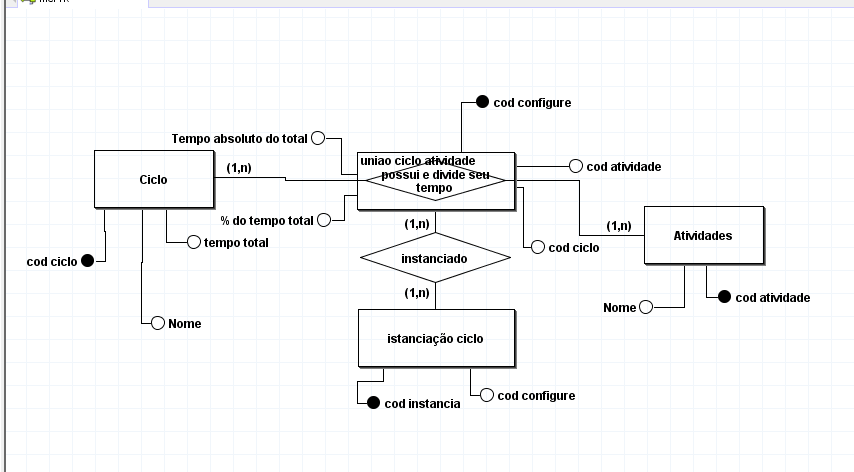 cod configure
Tempo absoluto do total
uniao ciclo atividade
possui e divide seu
tempo
cod atividade
(1,n)
Ciclo
% do tempo total
(1,n)
(1,n)
Atividades
tempo total
cod ciclo
cod ciclo
instanciado
(1,n)
cod atividade
Nome
Nome
istanciação ciclo
cod configure
cod instancia